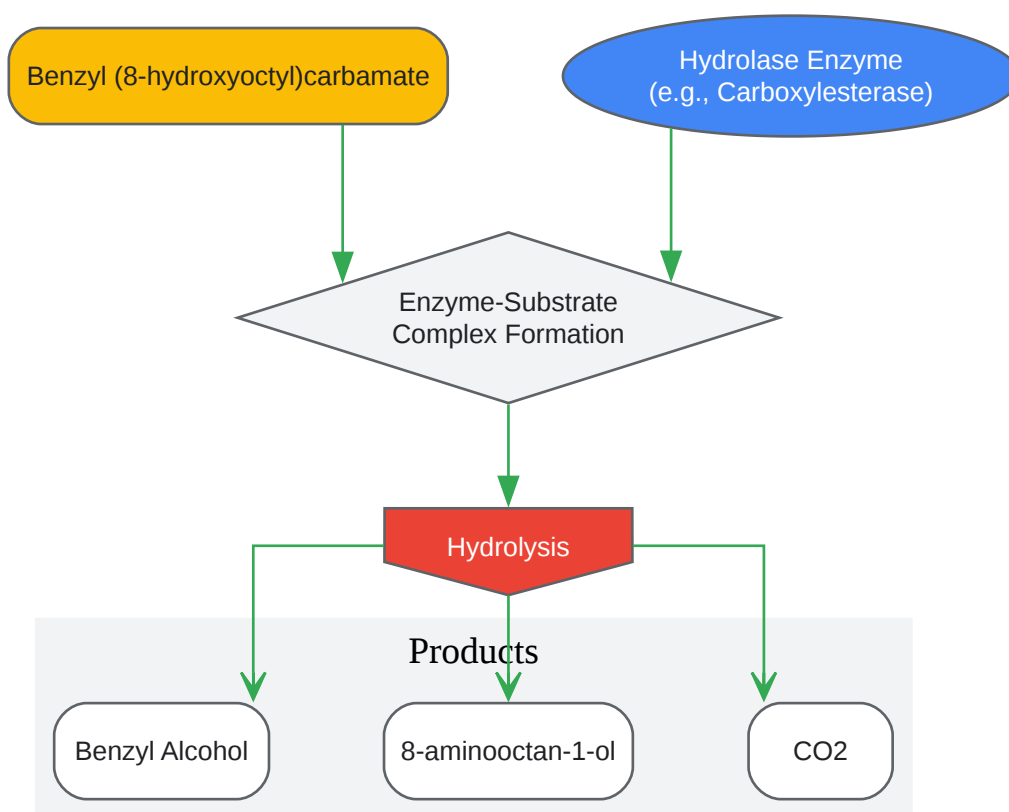 Benzyl (8-hydroxyoctyl)carbamate
Hydrolase Enzyme
(e.g., Carboxylesterase)
Enzyme-Substrate
Complex Formation
Hydrolysis
Products
Benzyl Alcohol
8-aminooctan-1-ol
CO2